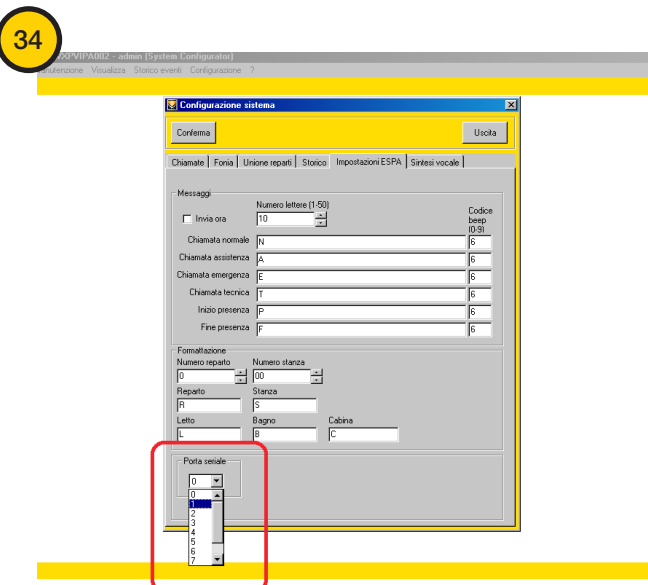 34
XPVIPA002 - admin (System Configurator)
Manutenzione Visualizza Storico eventi Configurazione ?
Configurazione sistema
Conferma Uscita
Chiamate Fonia Unione reparti Storico Impostazioni ESPA Sintesi vocale
Messaggi
Numero lettere (1-50)
Codice
beep
(0-9)
Invia ora 10
Chiamata normale N 6
Chiamata assistenza A 6
Chiamata emergenza E 6
Chiamata tecnica T 6
Inizio presenza P 6
Fine presenza F 6
Formattazione
Numero reparto Numero stanza
0 00
Reparto Stanza
R S
Letto Bagno Cabina
L B C
Porta seriale
0
0
1
2
3
4
5
6
7